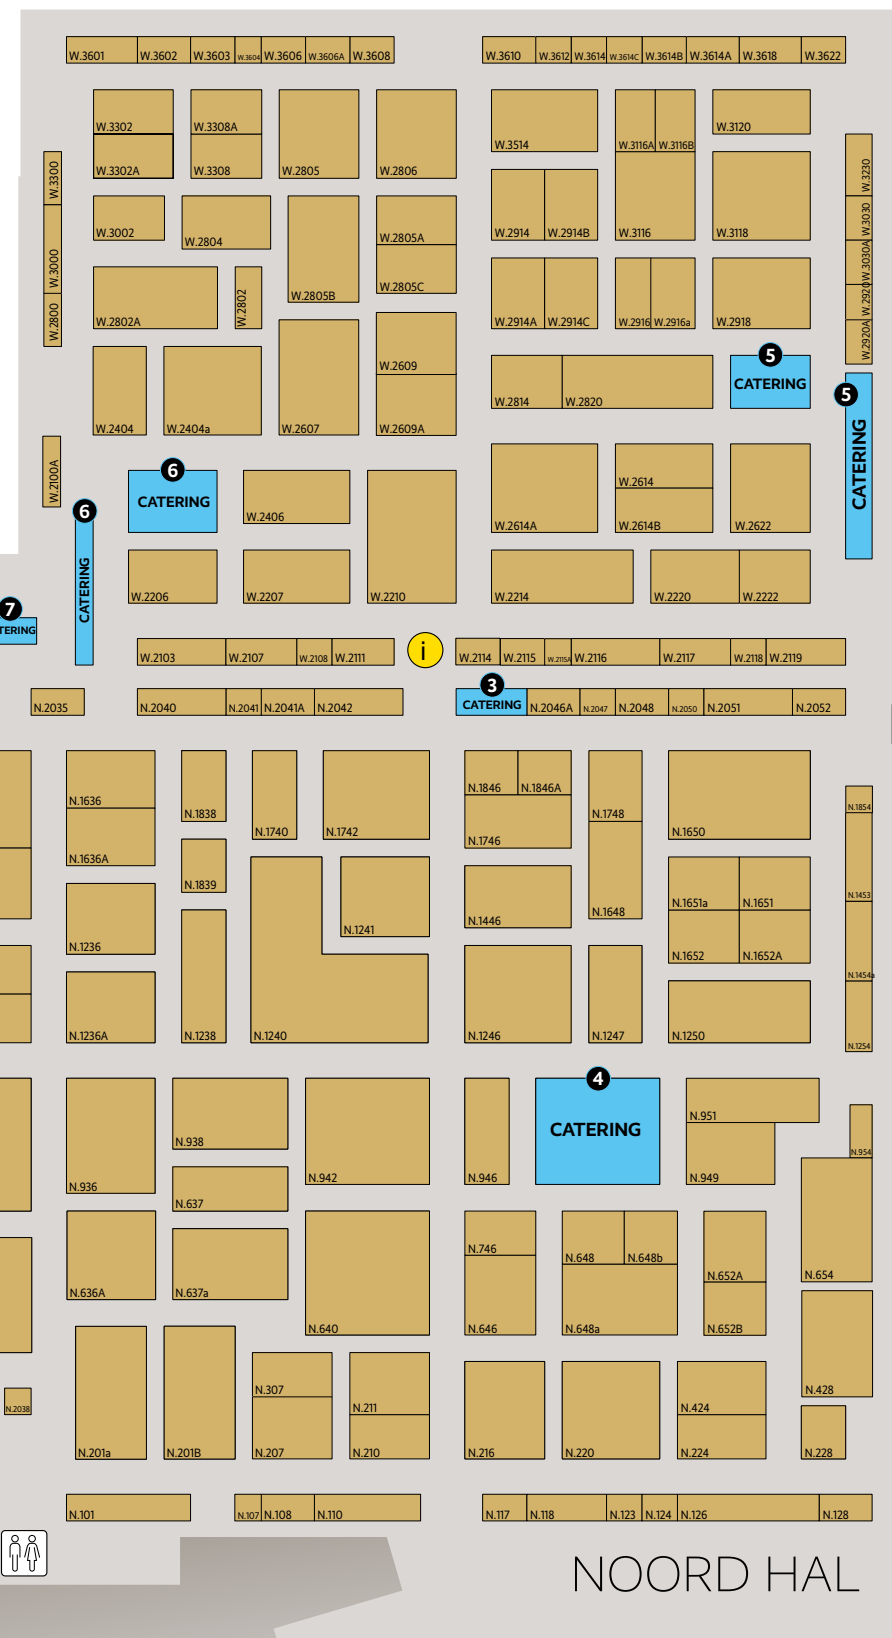 W.3601 W.3602 W.3603 W.3604 W.3606 W.3606A W.3608 W.3610 W.3612 W.3614 W.3614C W.3614B W.3614A W.3618 W.3622
W.3302 W.3308A W.3514 W.3116A W.3116B W.3120
W.3302A W.3308 W.2805 W.2806
W.3300 W.3230
W.3002 W.2804 W.2805A W.2914 W.2914B W.3116 W.3118 W.3030
W.3000 W.2805B W.2805C W.3030A
W.2800 W.2802A W.2802 W.2914A W.2914C W.2916 W.2916a W.2918 W.2920
W.2920A
W.2609 5
CATERING
W.2404 W.2404a W.2607 W.2609A W.2814 W.2820 5
CATERING
W.2100A 6
CATERING
W.2406 W.2614
W.2614A W.2614B W.2622
6
CATERING
W.2206 W.2207 W.2210 W.2214 W.2220 W.2222
7
TERING
W.2103 W.2107 W.2108 W.2111 i W.2114 W.2115 W.2115A W.2116 W.2117 W.2118 W.2119
3
N.2035 N.2040 N.2041 N.2041A N.2042 CATERING N.2046A N.2047 N.2048 N.2050 N.2051 N.2052
N.1636 N.1838 N.1740 N.1742 N.1846 N.1846A N.1748 N.1650 N.1854
N.1636A N.1746
N.1839 N.1241 N.1446 N.1648 N.1651a N.1651 N.1453
N.1236 N.1652 N.1652A N.1454a
N.1236A N.1238 N.1240 N.1246 N.1247 N.1250 N.1254
4
CATERING
N.938 N.951
N.936 N.942 N.946 N.949 N.954
N.637
N.746 N.648 N.648b N.652A N.654
N.636A N.637a N.640 N.646 N.648a N.652B
N.307 N.211 N.424 N.428
N.2038
N.201a N.201B N.207 N.210 N.216 N.220 N.224 N.228
N.101 N.107 N.108 N.110 N.117 N.118 N.123 N.124 N.126 N.128
NOORD HAL